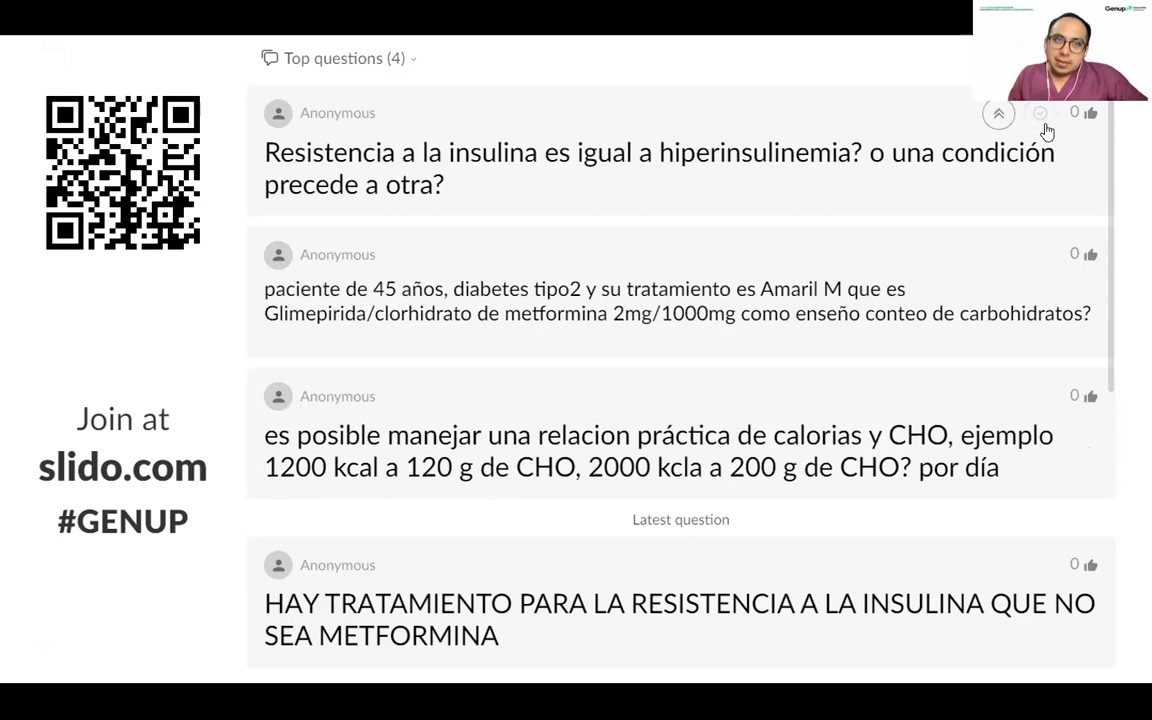 Genup
Top questions (4)
Anonymous
0
Resistencia a la insulina es igual a hiperinsulinemia? o una condición
precede a otra?
Anonymous
0
paciente de 45 años, diabetes tipo2 y su tratamiento es Amaril M que es
Glimepirida/clorhidrato de metformina 2mg/1000mg como enseño conteo de carbohidratos?
Anonymous
0
es posible manejar una relacion práctica de calorias y CHO, ejemplo
1200 kcal a 120 g de CHO, 2000 kcla a 200 g de CHO? por día
Join at
slido.com
#GENUP
Latest question
Anonymous
0
HAY TRATAMIENTO PARA LA RESISTENCIA A LA INSULINA QUE NO
SEA METFORMINA